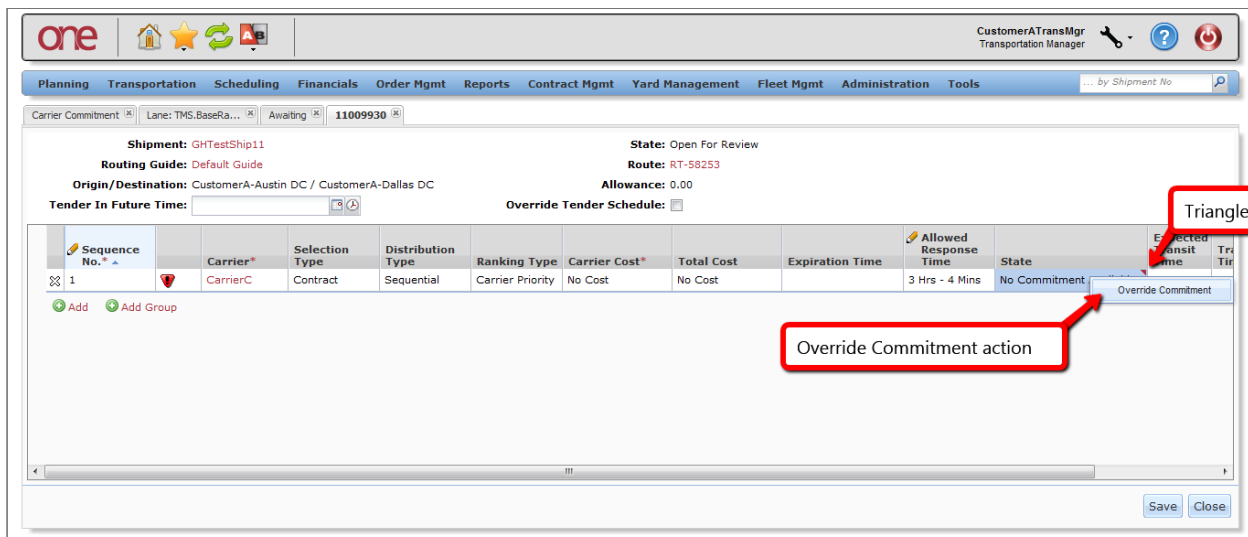 one AB CustomerATransMgr
Transportation Manager ?
Planning Transportation Scheduling Financials Order Mgmt Reports Contract Mgmt Yard Management Fleet Mgmt Administration Tools ... by Shipment No
Carrier Commitment Lane: TMS.BaseRa... Awaiting 11009930
Shipment: GHTestShip11 State: Open For Review
Routing Guide: Default Guide Route: RT-58253
Origin/Destination: CustomerA-Austin DC / CustomerA-Dallas DC Allowance: 0.00
Tender In Future Time: Override Tender Schedule:
Triangle
Sequence No.* Carrier* Selection Type Distribution Type Ranking Type Carrier Cost* Total Cost Expiration Time Allowed Response Time State
1 CarrierC Contract Sequential Carrier Priority No Cost No Cost 3 Hrs - 4 Mins No Commitment
Override Commitment
Add Add Group
Override Commitment action
Save Close